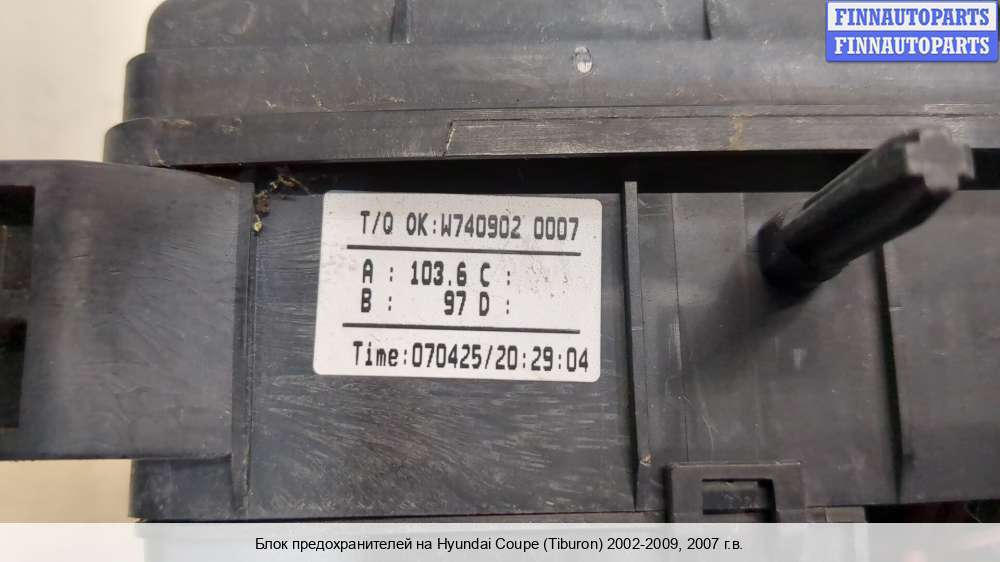 FINNAUTOPARTS
FINNAUTOPARTS
T/Q OK:W740902 0007
A : 103.6 C :
B : 97 D :
Time:070425/20:29:04
Блок предохранителей на Hyundai Coupe (Tiburon) 2002-2009, 2007 г.в.